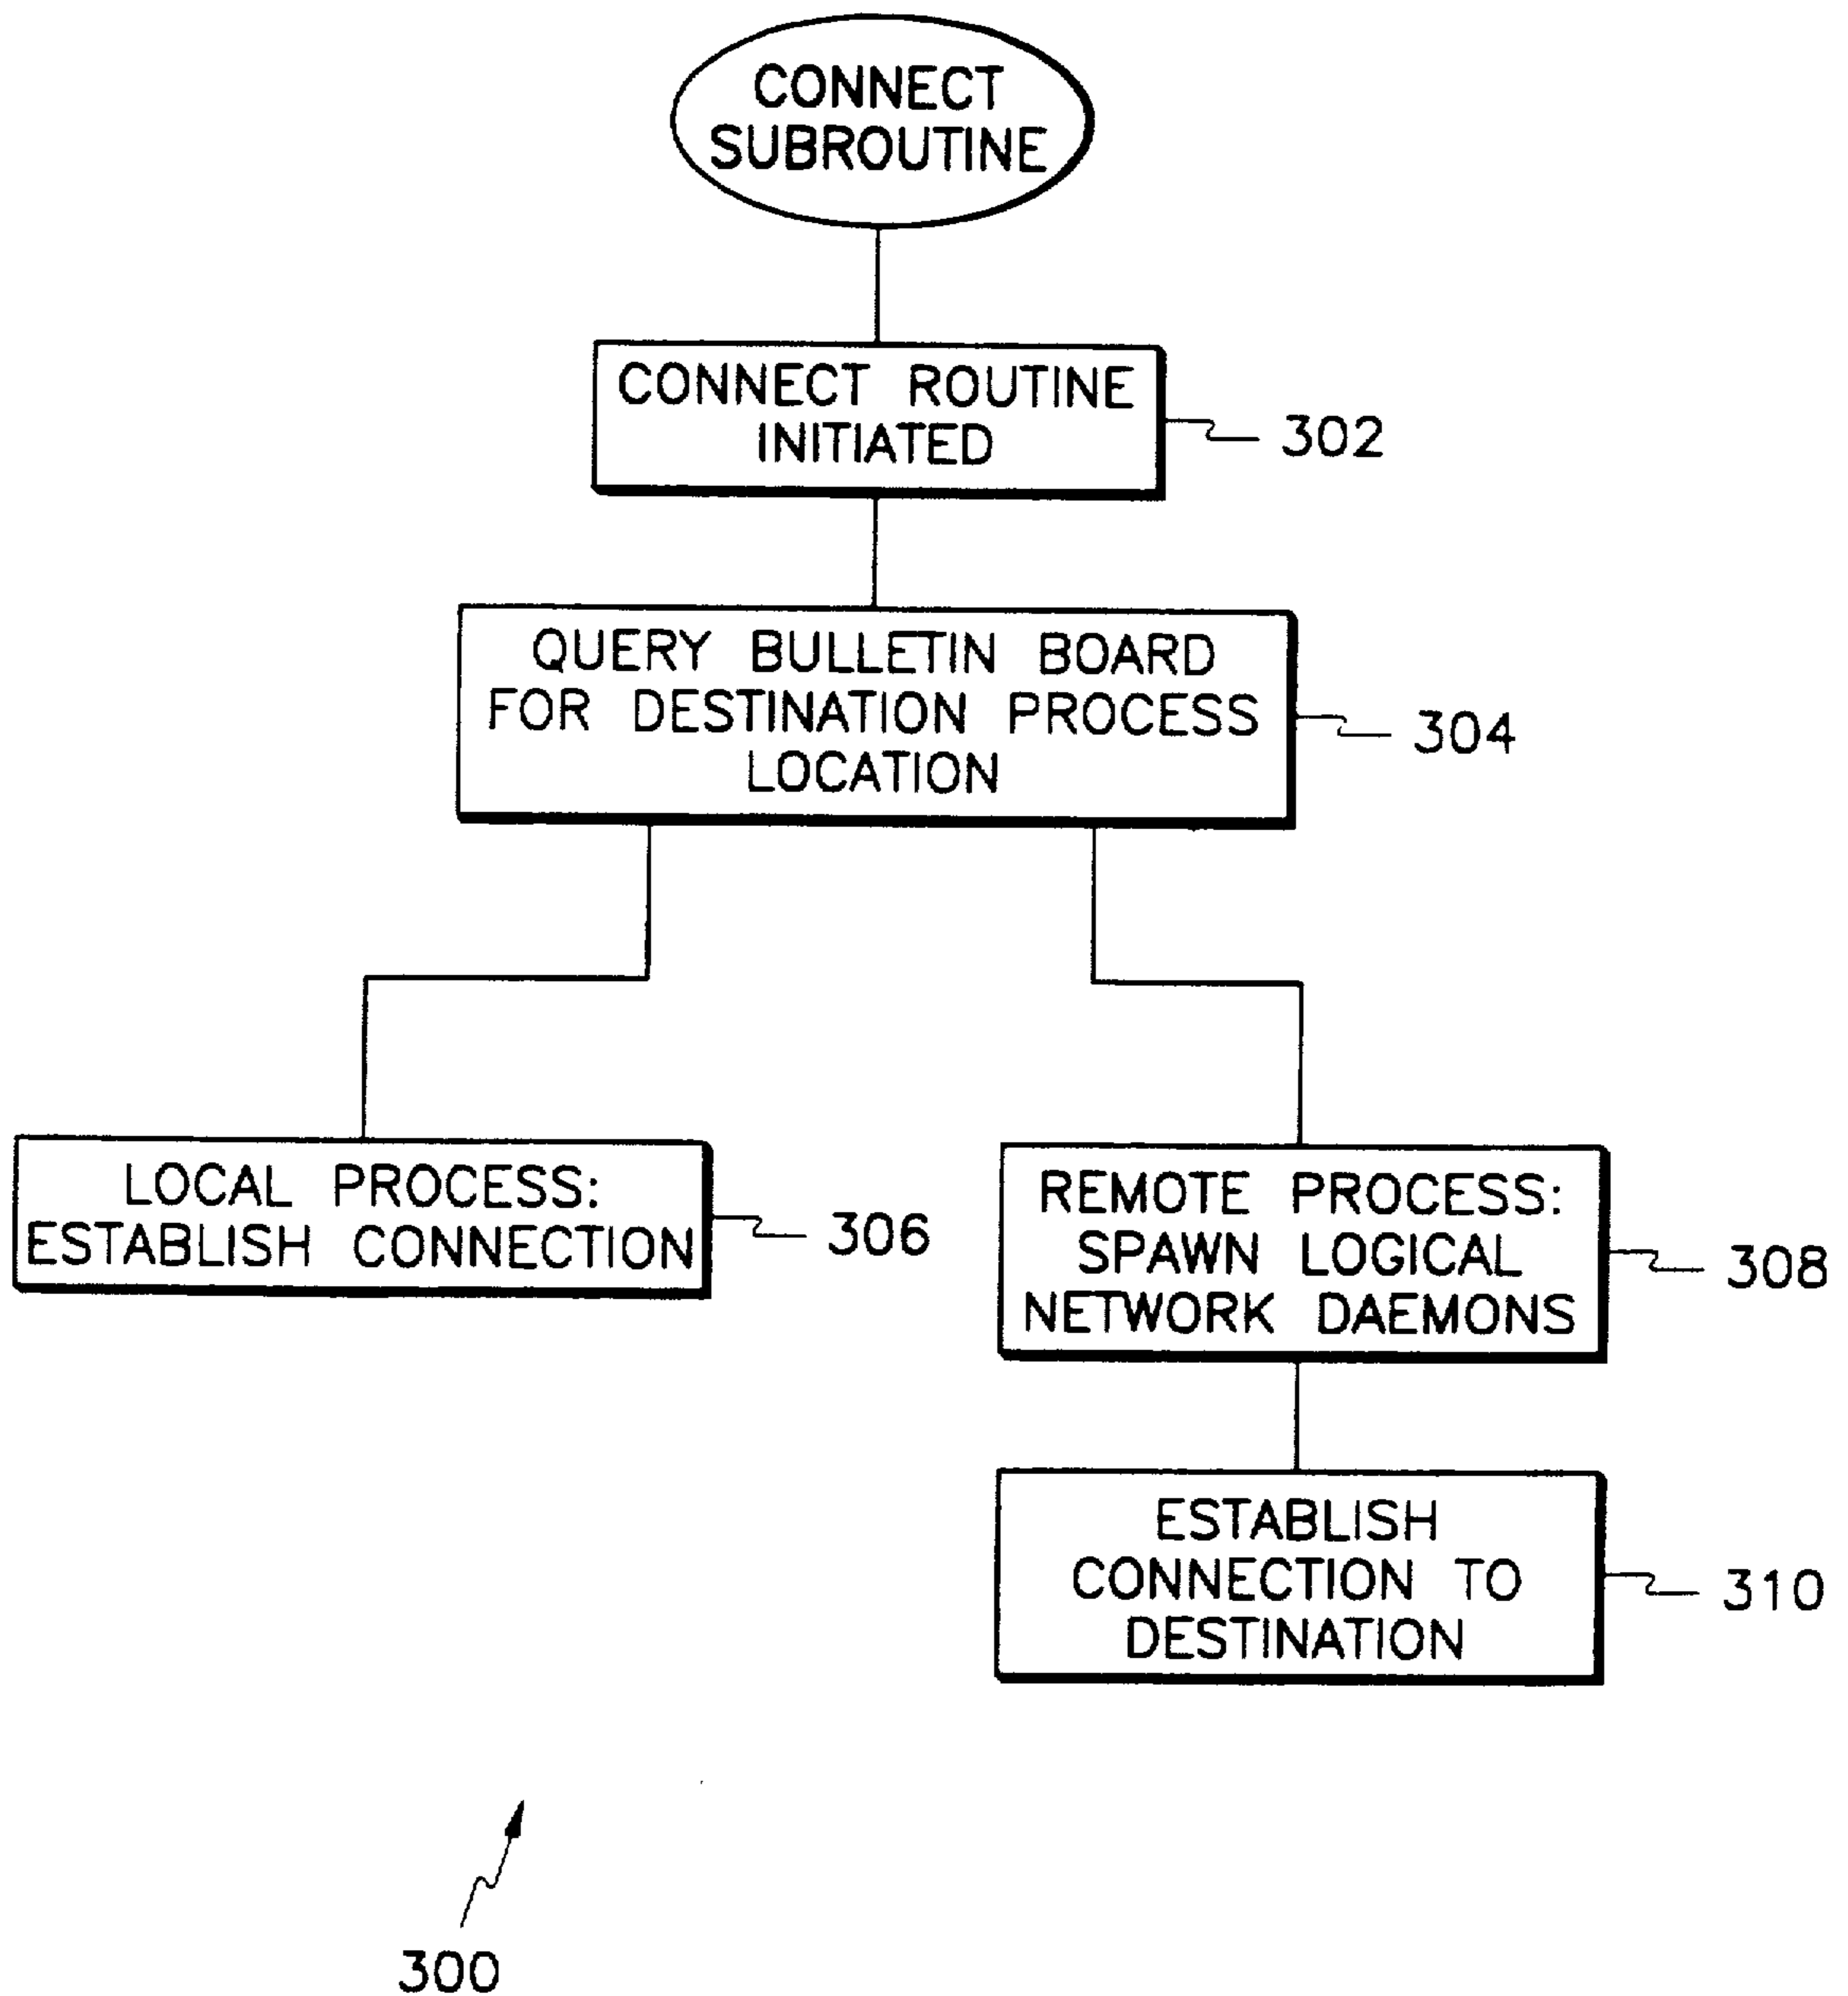 CONNECT
SUBROUTINE
CONNECT ROUTINE
INITIATED
302
QUERY BULLETIN BOARD
FOR DESTINATION PROCESS
LOCATION
304
LOCAL PROCESS:
ESTABLISH CONNECTION
306
REMOTE PROCESS:
SPAWN LOGICAL
NETWORK DAEMONS
308
ESTABLISH
CONNECTION TO
DESTINATION
310
300